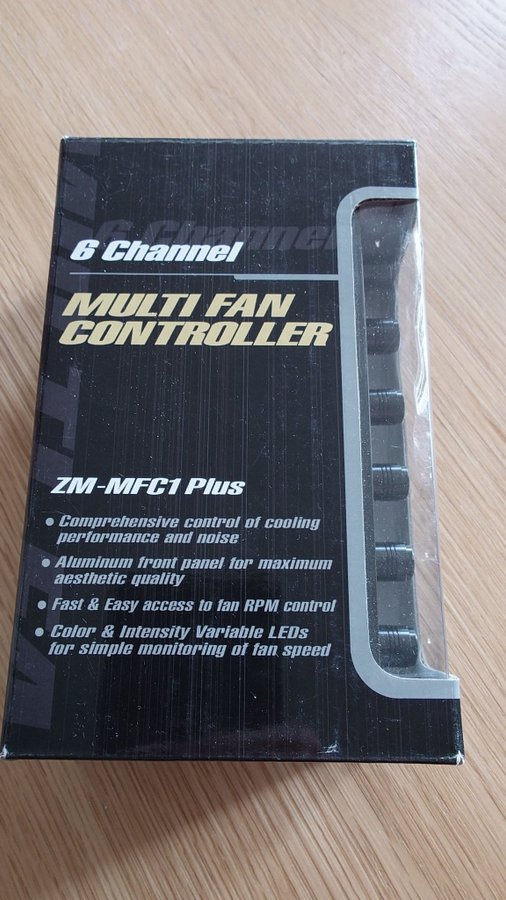 6 Channel
6 Channel
MULTI FAN
CONTROLLER
ZM-MFC1 Plus
Comprehensive control of cooling
performance and noise
Aluminum front panel for maximum
aesthetic quality
Fast & Easy access to fan RPM control
Color & Intensity Variable LEDs
for simple monitoring of fan speed